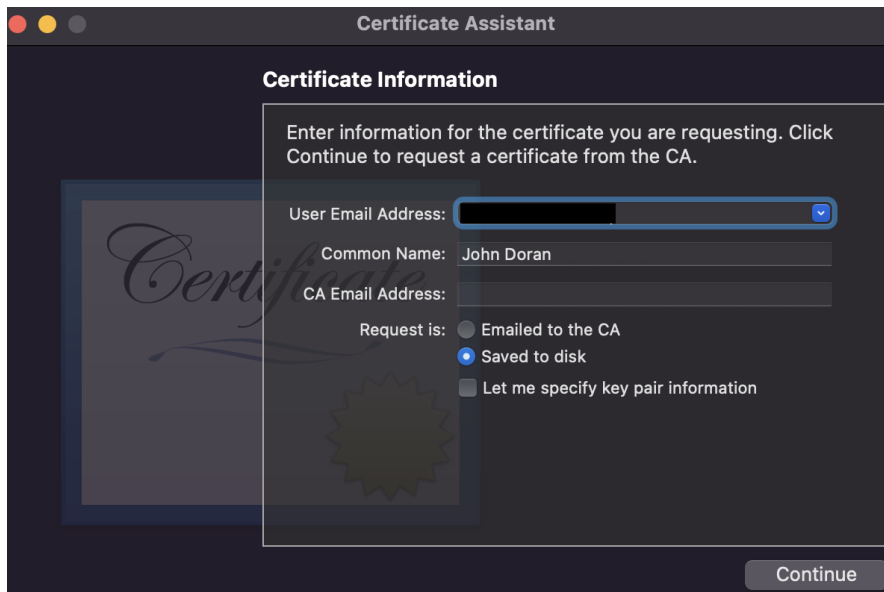 Certificate Assistant
Certificate Information
Enter information for the certificate you are requesting. Click
Continue to request a certificate from the CA.
Certificate
User Email Address:
Common Name: John Doran
CA Email Address:
Request is: Emailed to the CA
Saved to disk
Let me specify key pair information
Continue